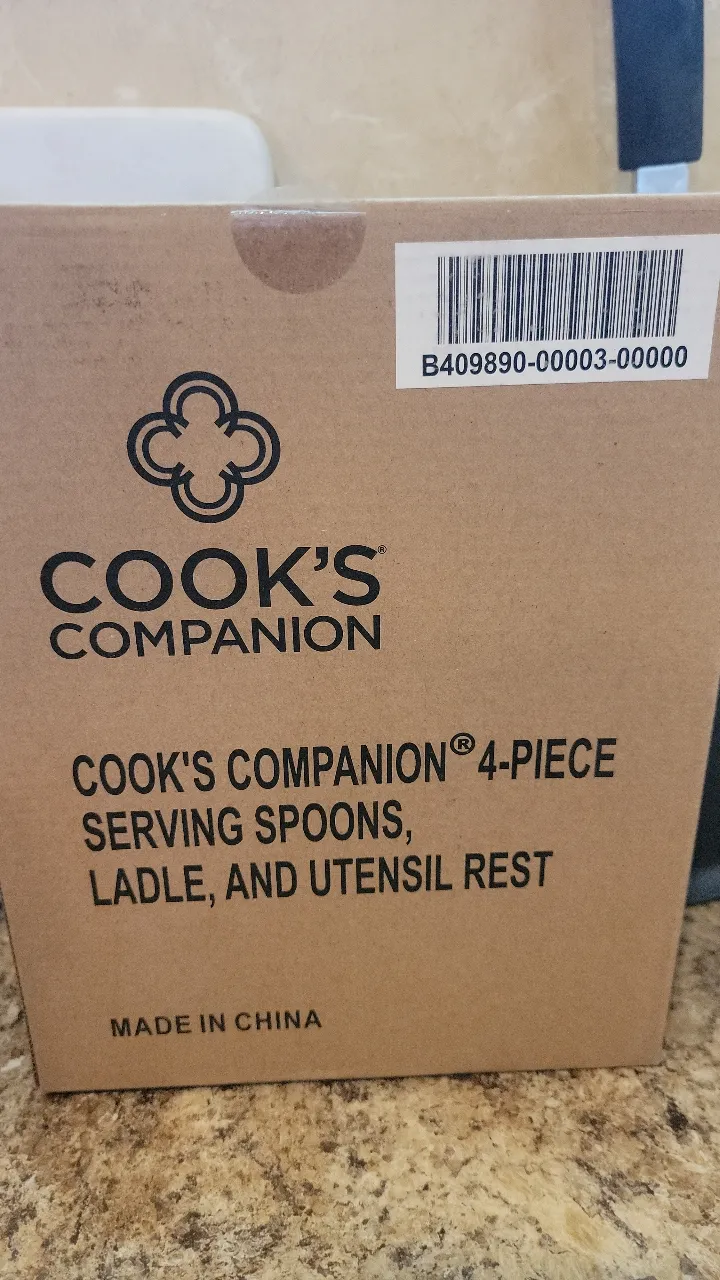 B409890-00003-00000
COOK'S®
COMPANION
COOK'S COMPANION® 4-PIECE
SERVING SPOONS,
LADLE, AND UTENSIL REST
MADE IN CHINA